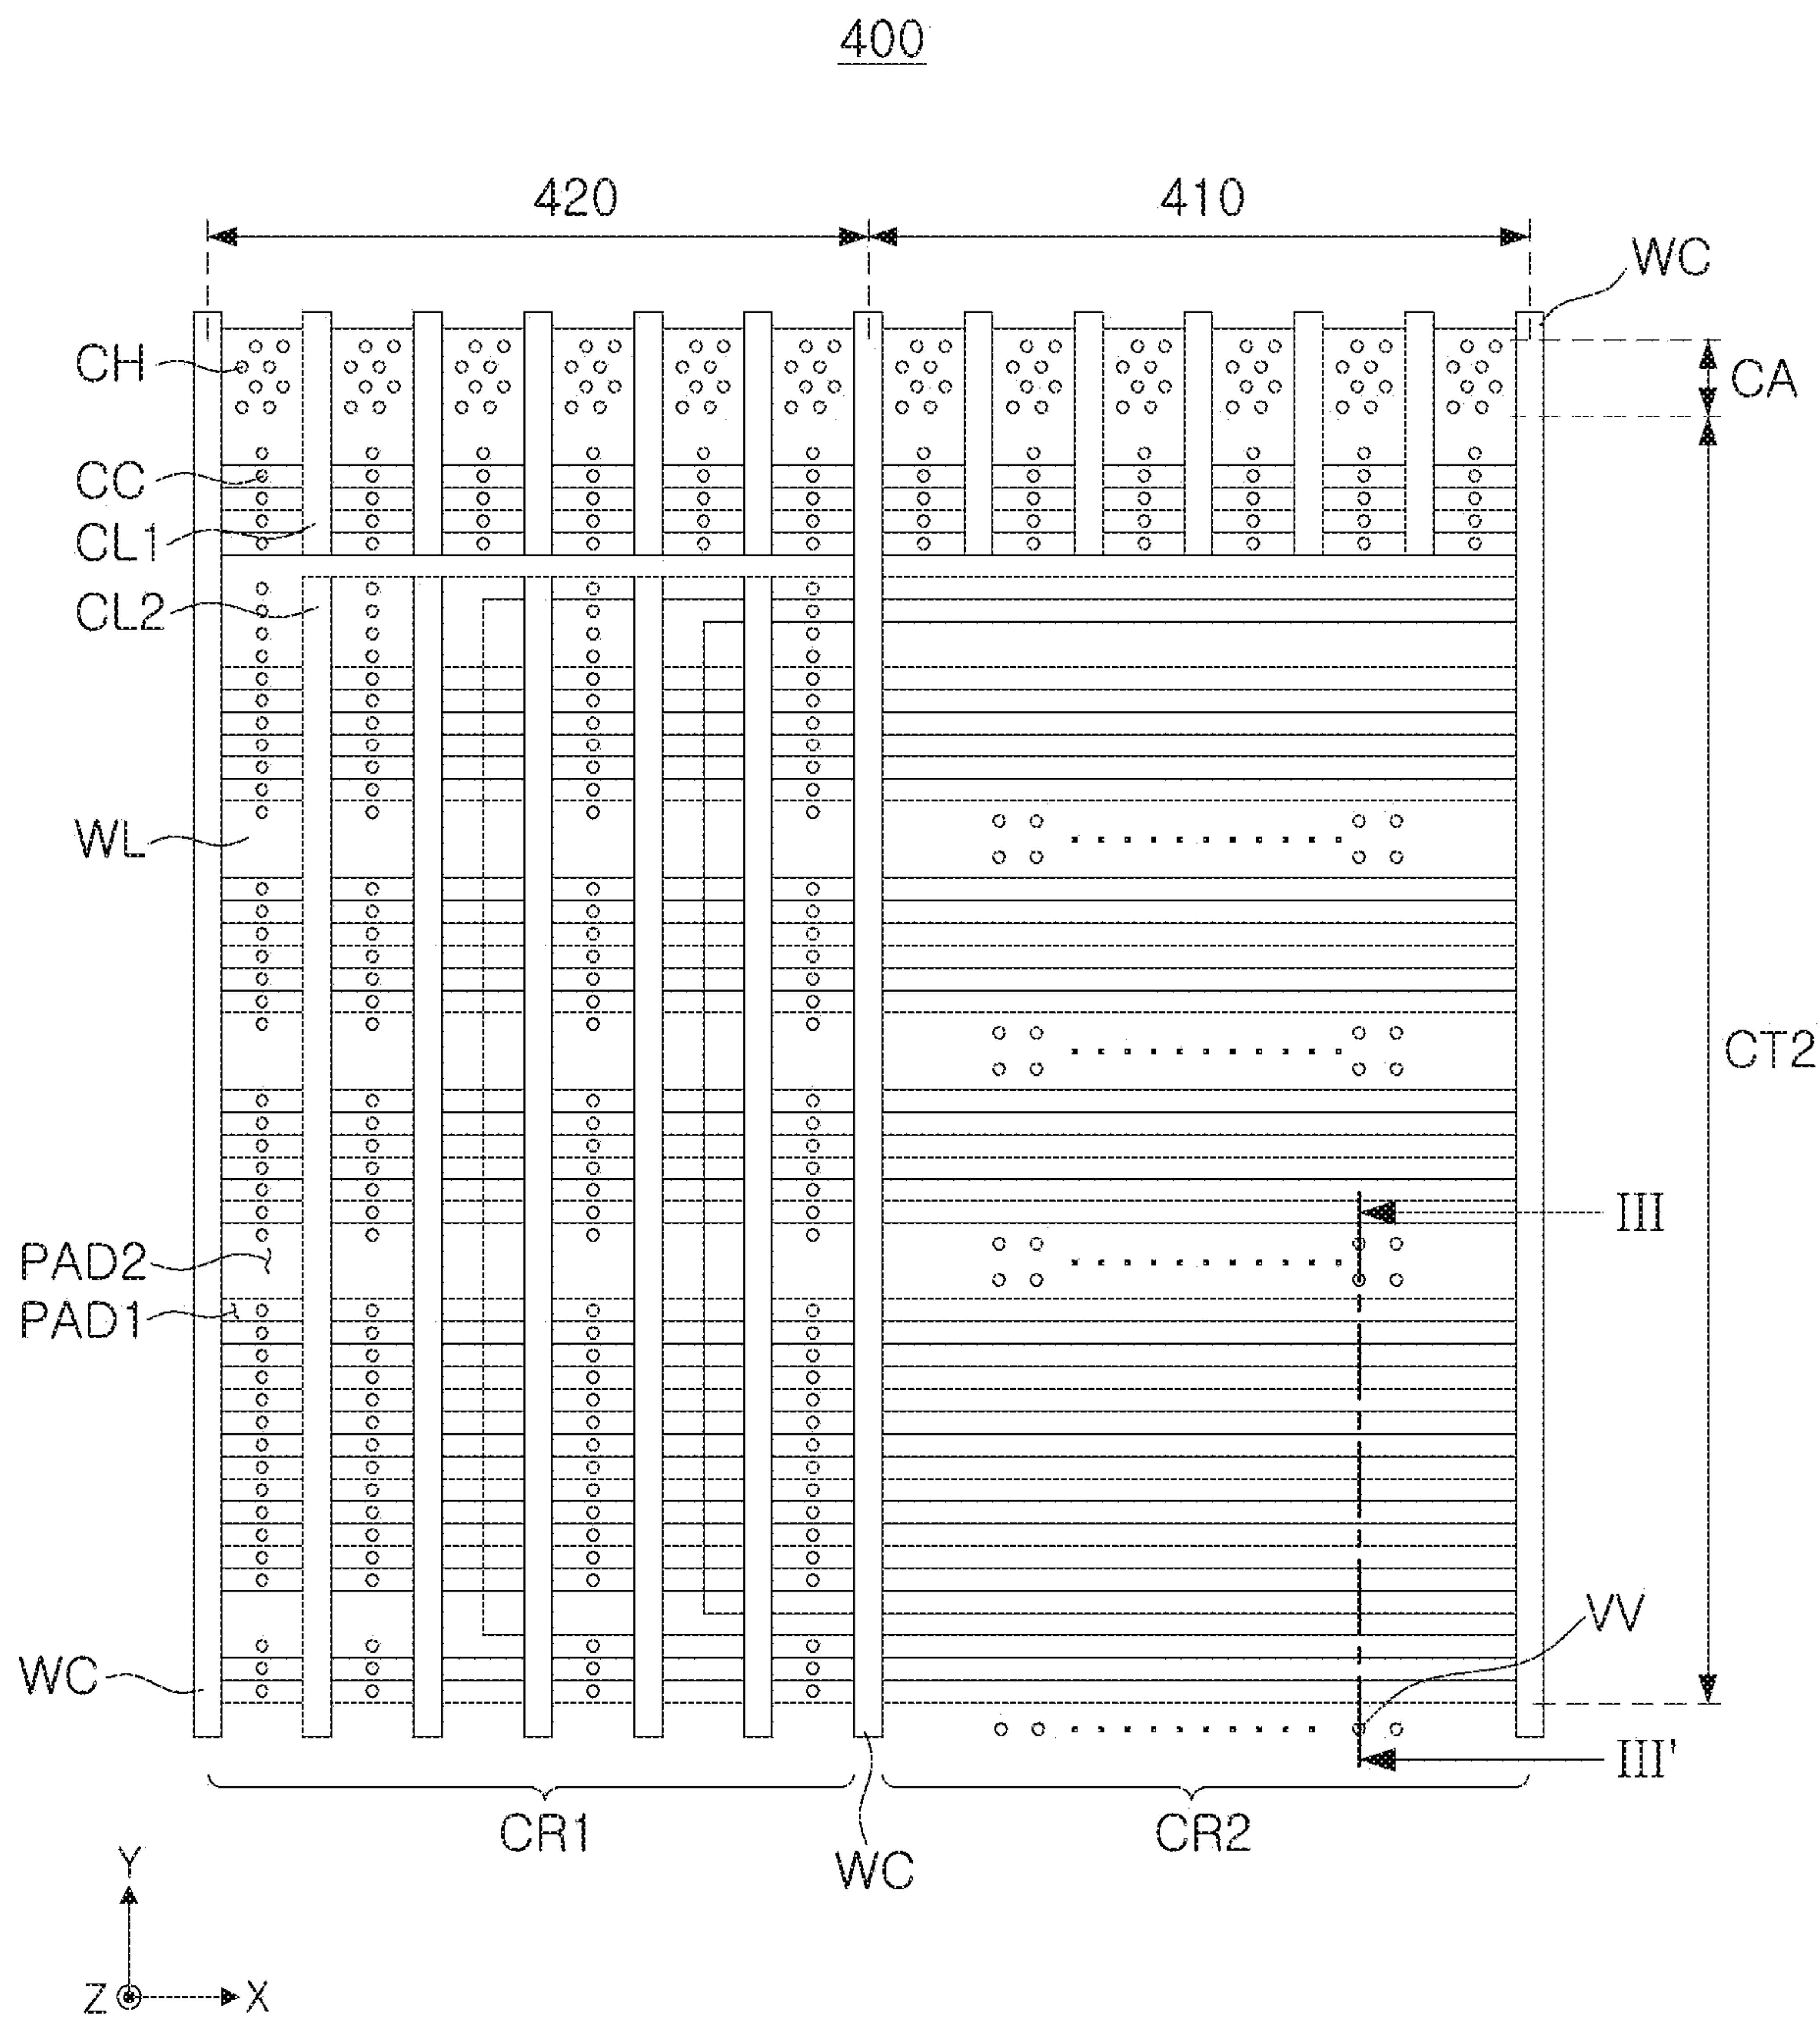 400
420 410
WC
CH
CA
CC
CL1
CL2
WL
CT2
III
PAD2
PAD1
VV
WC
III'
CR1 CR2
WC
Y
Z X